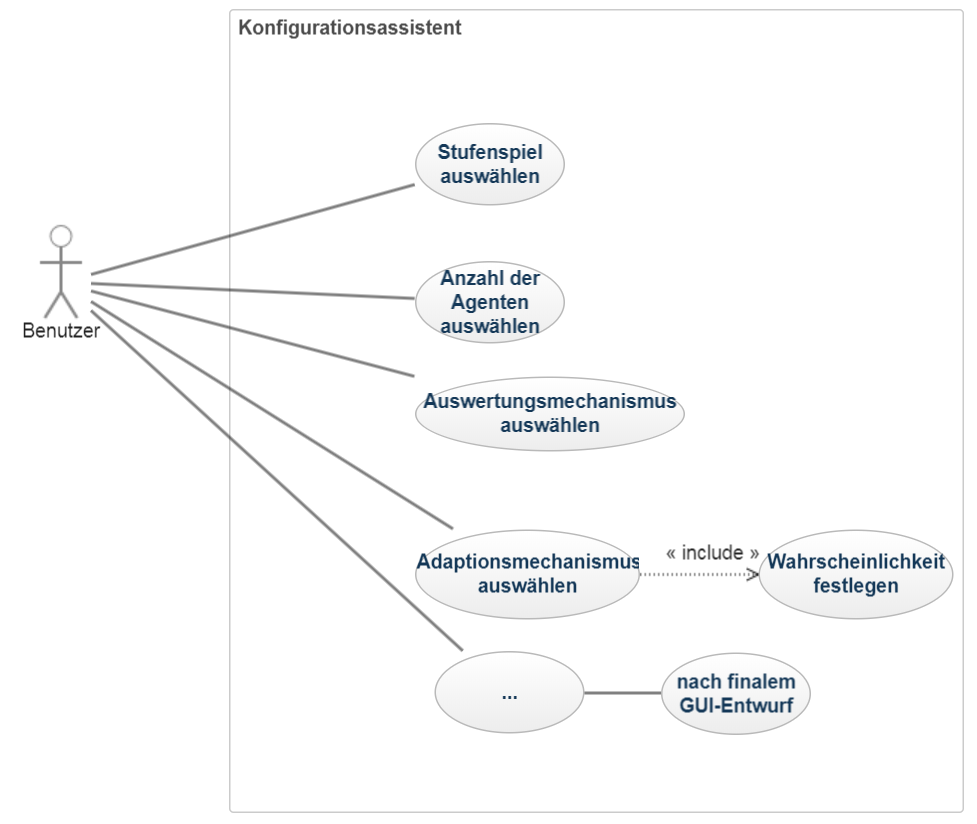 Konfigurationsassistent
Stufenspiel
auswählen
Anzahl der
Agenten
auswählen
Benutzer
Auswertungsmechanismus
auswählen
Adaptionsmechanismus
auswählen
« include »
Wahrscheinlichkeit
festlegen
...
nach finalem
GUI-Entwurf